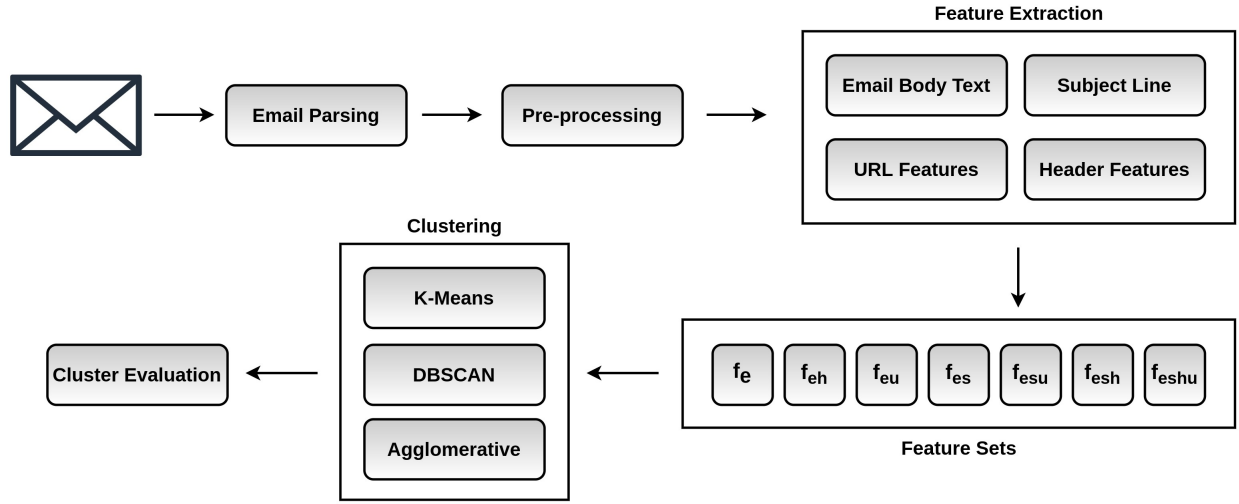 Feature Extraction
Email Parsing
Pre-processing
Email Body Text
Subject Line
URL Features
Header Features
Clustering
K-Means
DBSCAN
Agglomerative
Cluster Evaluation
fe
feh
feu
fes
fesu
fesh
feshu
Feature Sets